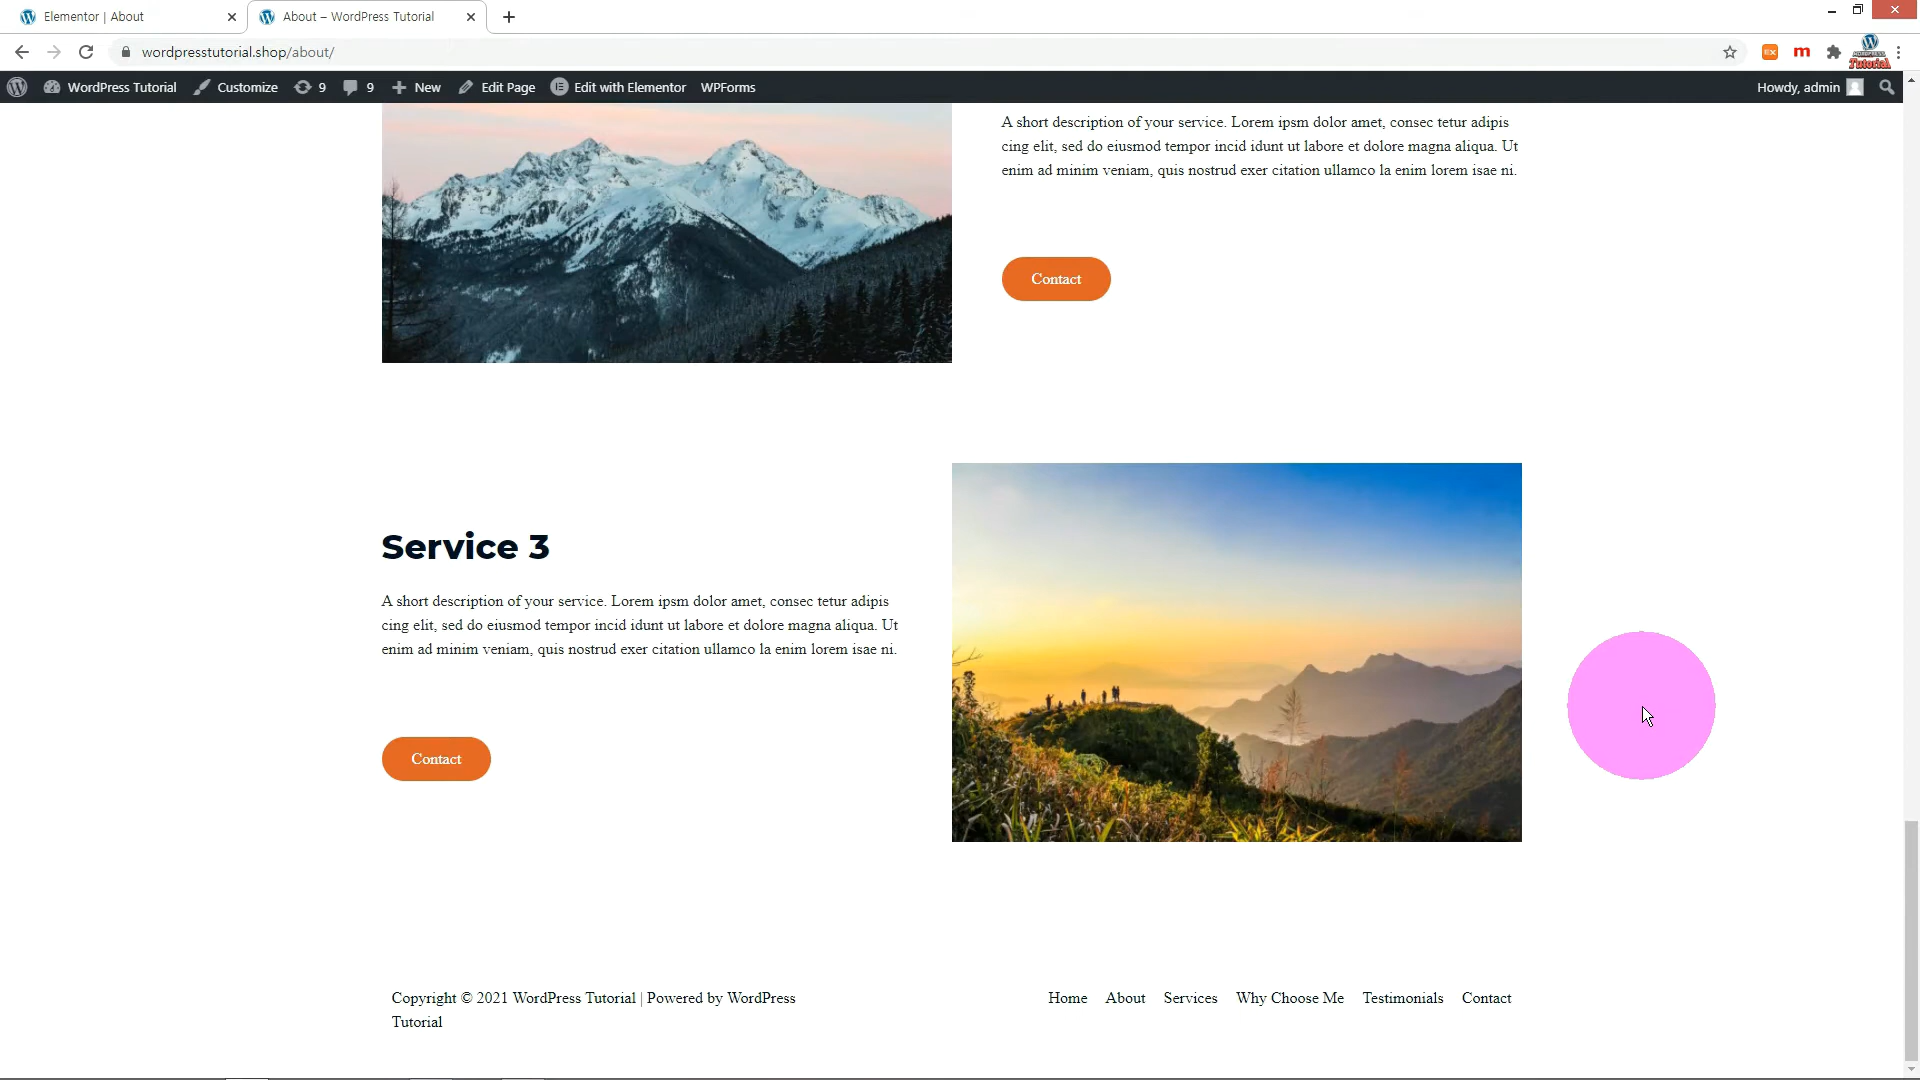 Elementor | About
About – WordPress Tutorial
wordpresstutorial.shop/about/
EX
m
WORDPRESS
Tutorial
WordPress Tutorial
Customize
9
9
New
Edit Page
Edit with Elementor
WPForms
Howdy, admin
A short description of your service. Lorem ipsm dolor amet, consec tetur adipis
cing elit, sed do eiusmod tempor incid idunt ut labore et dolore magna aliqua. Ut
enim ad minim veniam, quis nostrud exer citation ullamco la enim lorem isae ni.
Contact
Service 3
A short description of your service. Lorem ipsm dolor amet, consec tetur adipis
cing elit, sed do eiusmod tempor incid idunt ut labore et dolore magna aliqua. Ut
enim ad minim veniam, quis nostrud exer citation ullamco la enim lorem isae ni.
Contact
Copyright © 2021 WordPress Tutorial | Powered by WordPress
Tutorial
Home About Services Why Choose Me Testimonials Contact